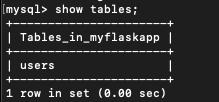 mysql> show tables;
+----------------------+
| Tables_in_myflaskapp |
+----------------------+
| users                |
+----------------------+
1 row in set (0.00 sec)